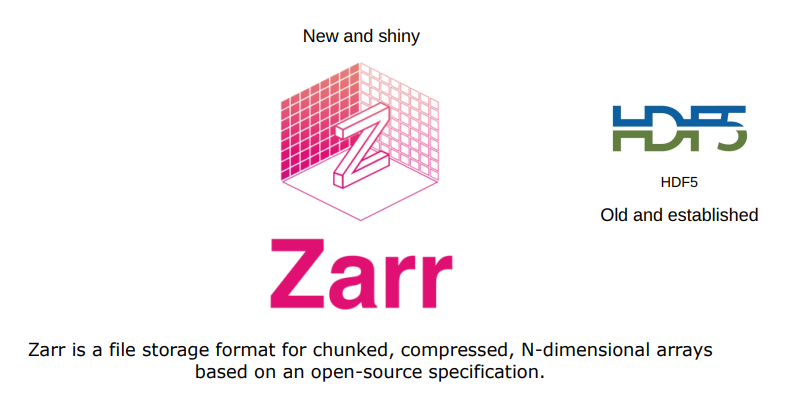 New and shiny
Z
Zarr
HDF5
HDF5
Old and established
Zarr is a file storage format for chunked, compressed, N-dimensional arrays
based on an open-source specification.